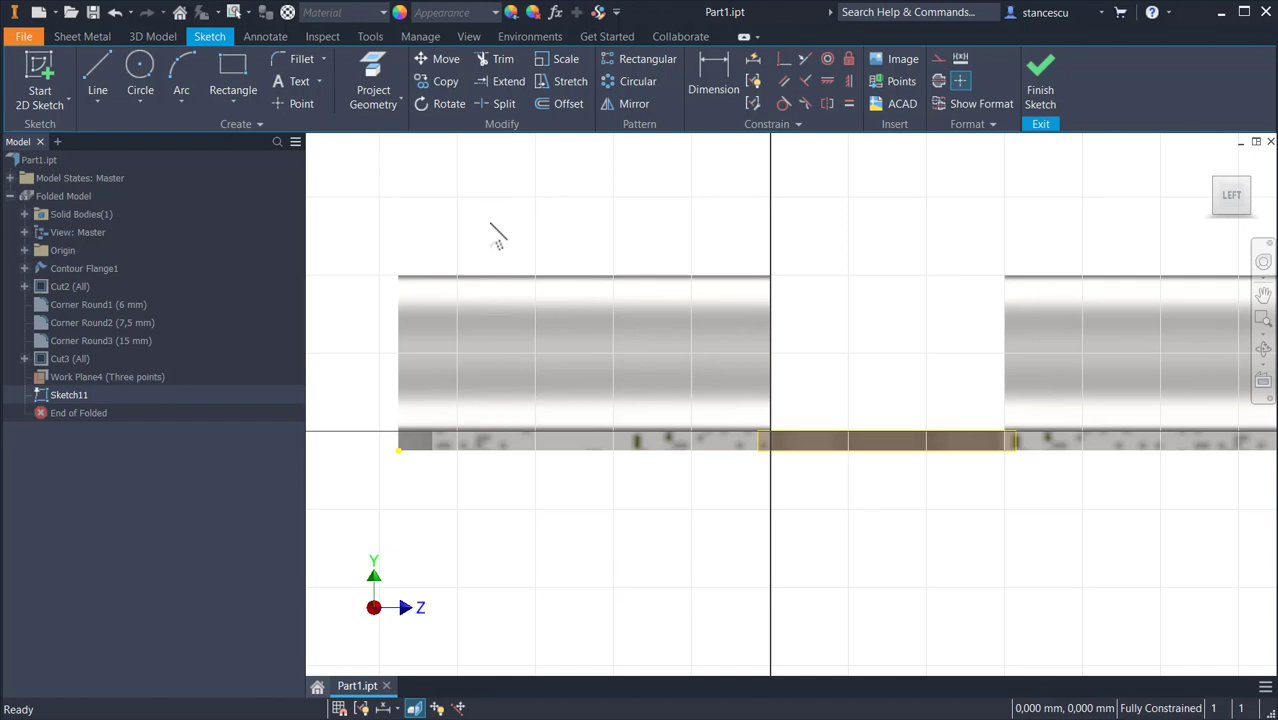 Material
Appearance
Part1.ipt
Search Help & Commands...
stancescu
File
Sheet Metal
3D Model
Sketch
Annotate
Inspect
Tools
Manage
View
Environments
Get Started
Collaborate
Start
2D Sketch
Line
Circle
Arc
Rectangle
Fillet
Text
Point
Project
Geometry
Move
Copy
Rotate
Trim
Extend
Split
Scale
Stretch
Offset
Rectangular
Circular
Mirror
Dimension
Image
Points
ACAD
Show Format
Finish
Sketch
Sketch
Create
Modify
Pattern
Constrain
Insert
Format
Exit
Model
Part1.ipt
Model States: Master
Folded Model
Solid Bodies(1)
View: Master
Origin
Contour Flange1
Cut2 (All)
Corner Round1 (6 mm)
Corner Round2 (7,5 mm)
Corner Round3 (15 mm)
Cut3 (All)
Work Plane4 (Three points)
Sketch11
End of Folded
LEFT
Y
Z
Part1.ipt
Ready
0,000 mm, 0,000 mm
Fully Constrained
1
1